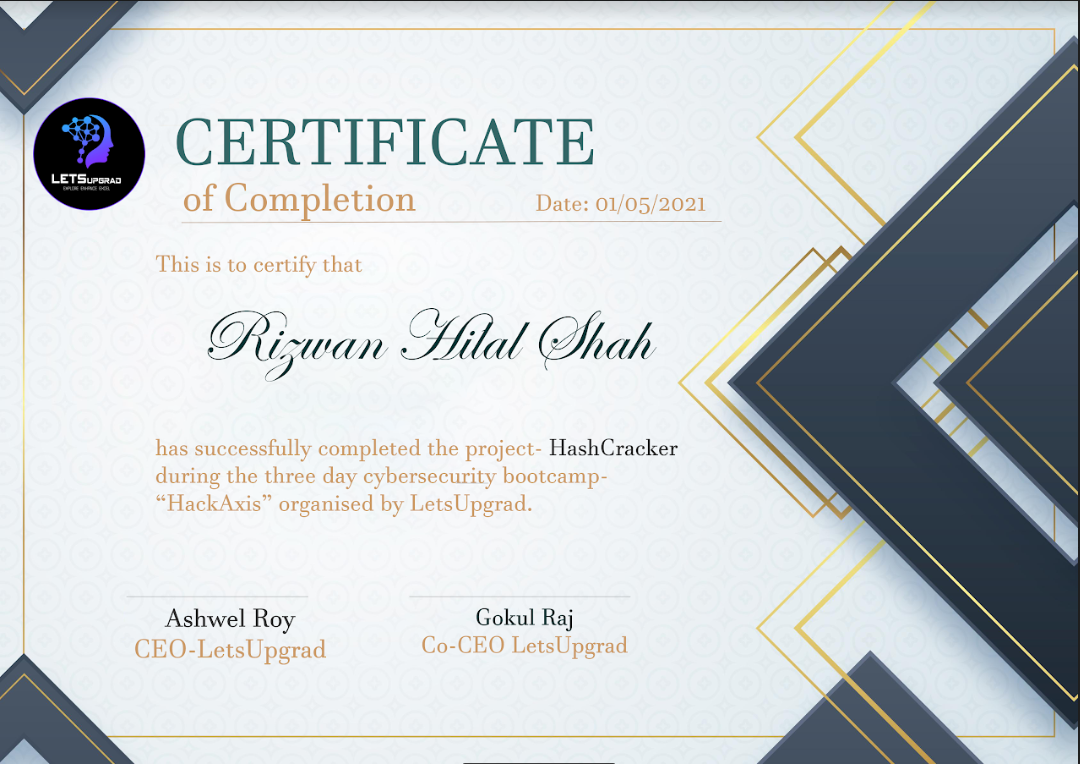 LETSUPGRAD
EXPLORE ENHANCE EXCEL
CERTIFICATE
of Completion
Date: 01/05/2021
This is to certify that
Rizwan Hilal Shah
has successfully completed the project- HashCracker
during the three day cybersecurity bootcamp-
“HackAxis” organised by LetsUpgrad.
Ashwel Roy
CEO-LetsUpgrad
Gokul Raj
Co-CEO LetsUpgrad